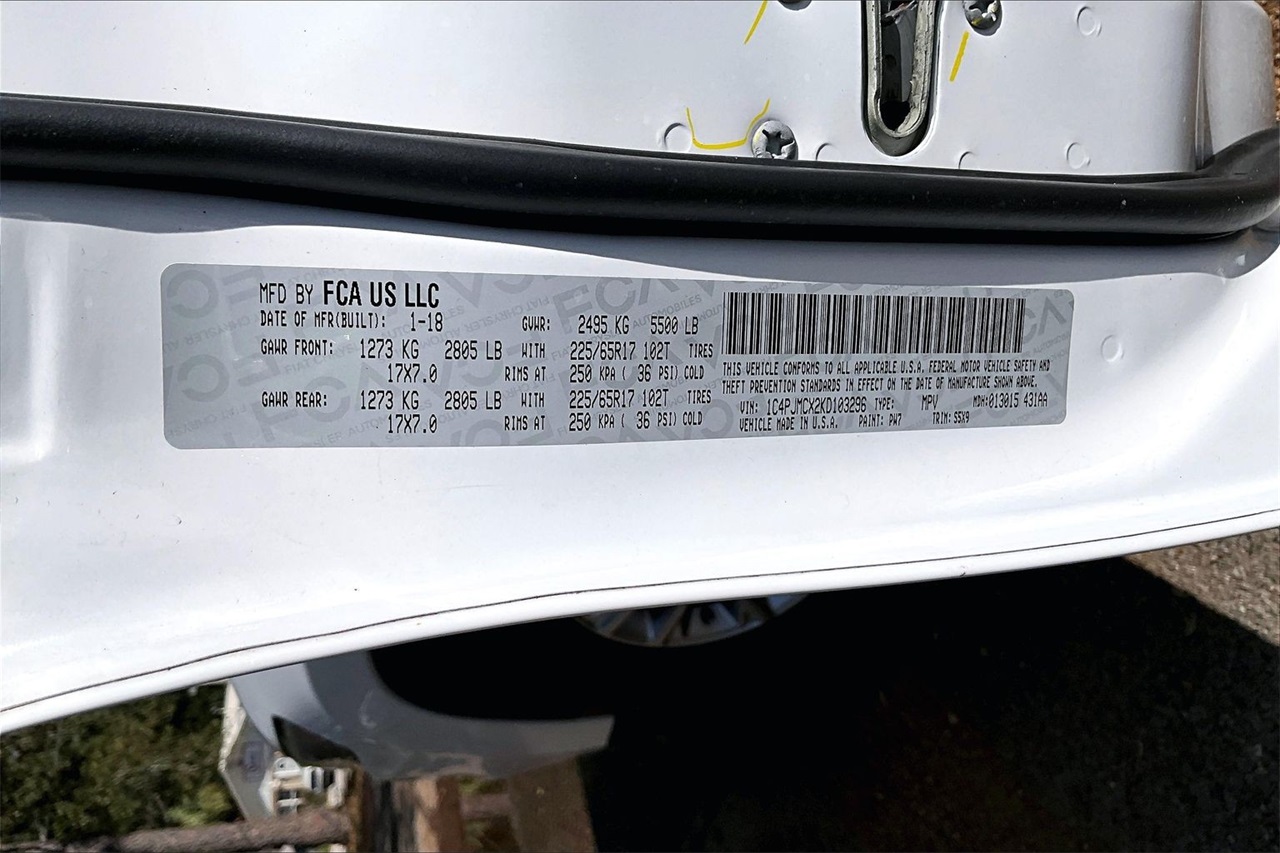 MFD BY FCA US LLC
DATE OF MFR(BUILT): 1-18 GVWR: 2495 KG 5500 LB
GAWR FRONT: 1273 KG 2805 LB WITH 225/65R17 102T TIRES
17X7.0 RIMS AT 250 KPA ( 36 PSI) COLD
GAWR REAR: 1273 KG 2805 LB WITH 225/65R17 102T TIRES
17X7.0 RIMS AT 250 KPA ( 36 PSI) COLD
THIS VEHICLE CONFORMS TO ALL APPLICABLE U.S.A. FEDERAL MOTOR VEHICLE SAFETY AND
THEFT PREVENTION STANDARDS IN EFFECT ON THE DATE OF MANUFACTURE SHOWN ABOVE.
VIN: 1C4PJMCX2KD103296 TYPE: MPV MDH:013015 431AA
VEHICLE MADE IN U.S.A. PAINT: PW7 TRIM: S5X9